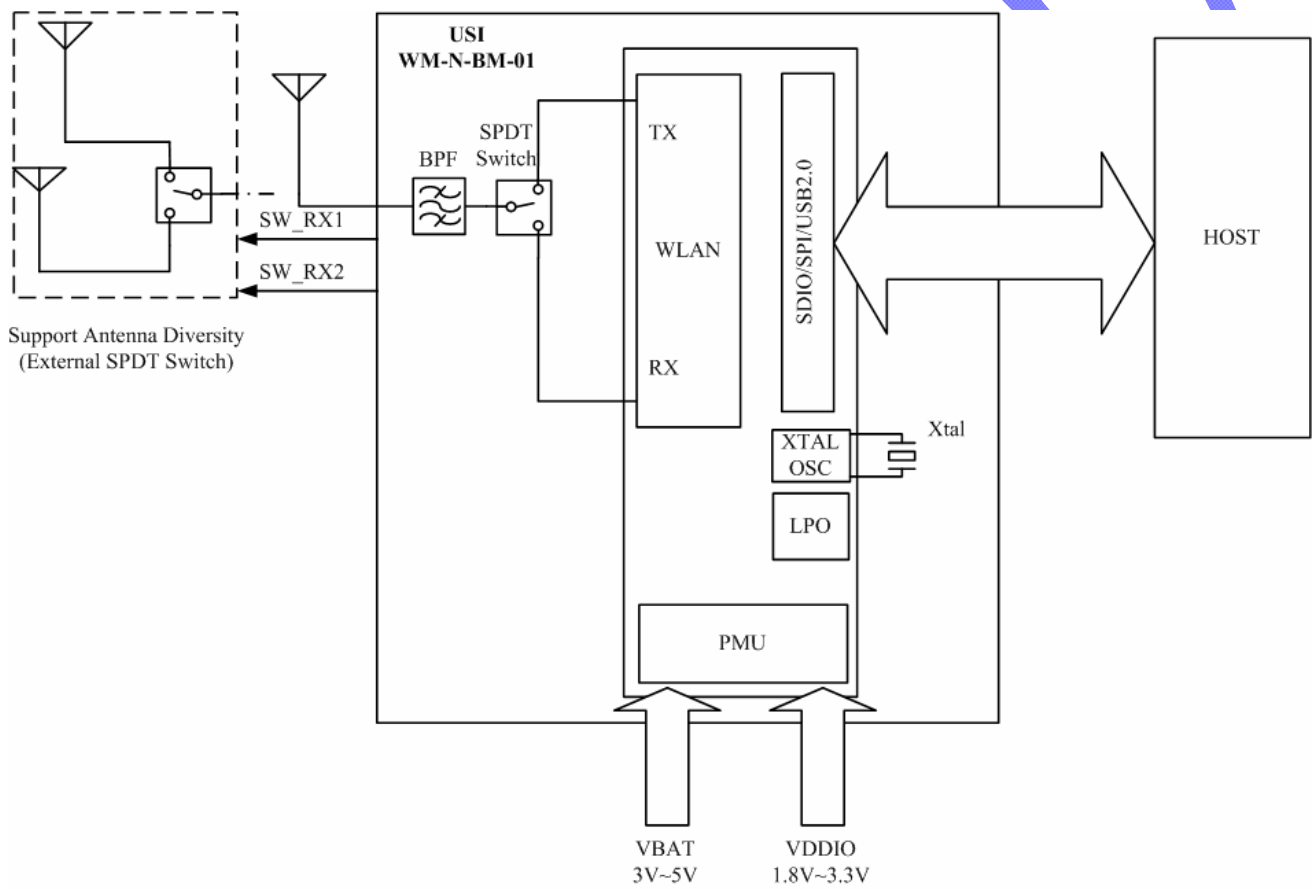 USI
WM-N-BM-01
SPDT
Switch
BPF
TX
WLAN
RX
SDIO/SPI/USB2.0
HOST
SW_RX1
SW_RX2
Support Antenna Diversity
(External SPDT Switch)
XTAL
OSC
Xtal
LPO
PMU
VBAT
3V~5V
VDDIO
1.8V~3.3V